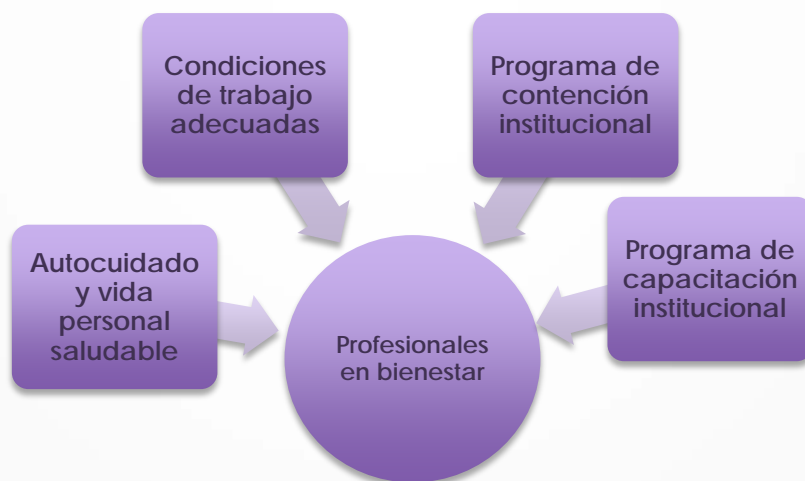 Condiciones
de trabajo
adecuadas
Programa de
contención
institucional
Autocuidado
y vida
personal
saludable
Programa de
capacitación
institucional
Profesionales
en bienestar